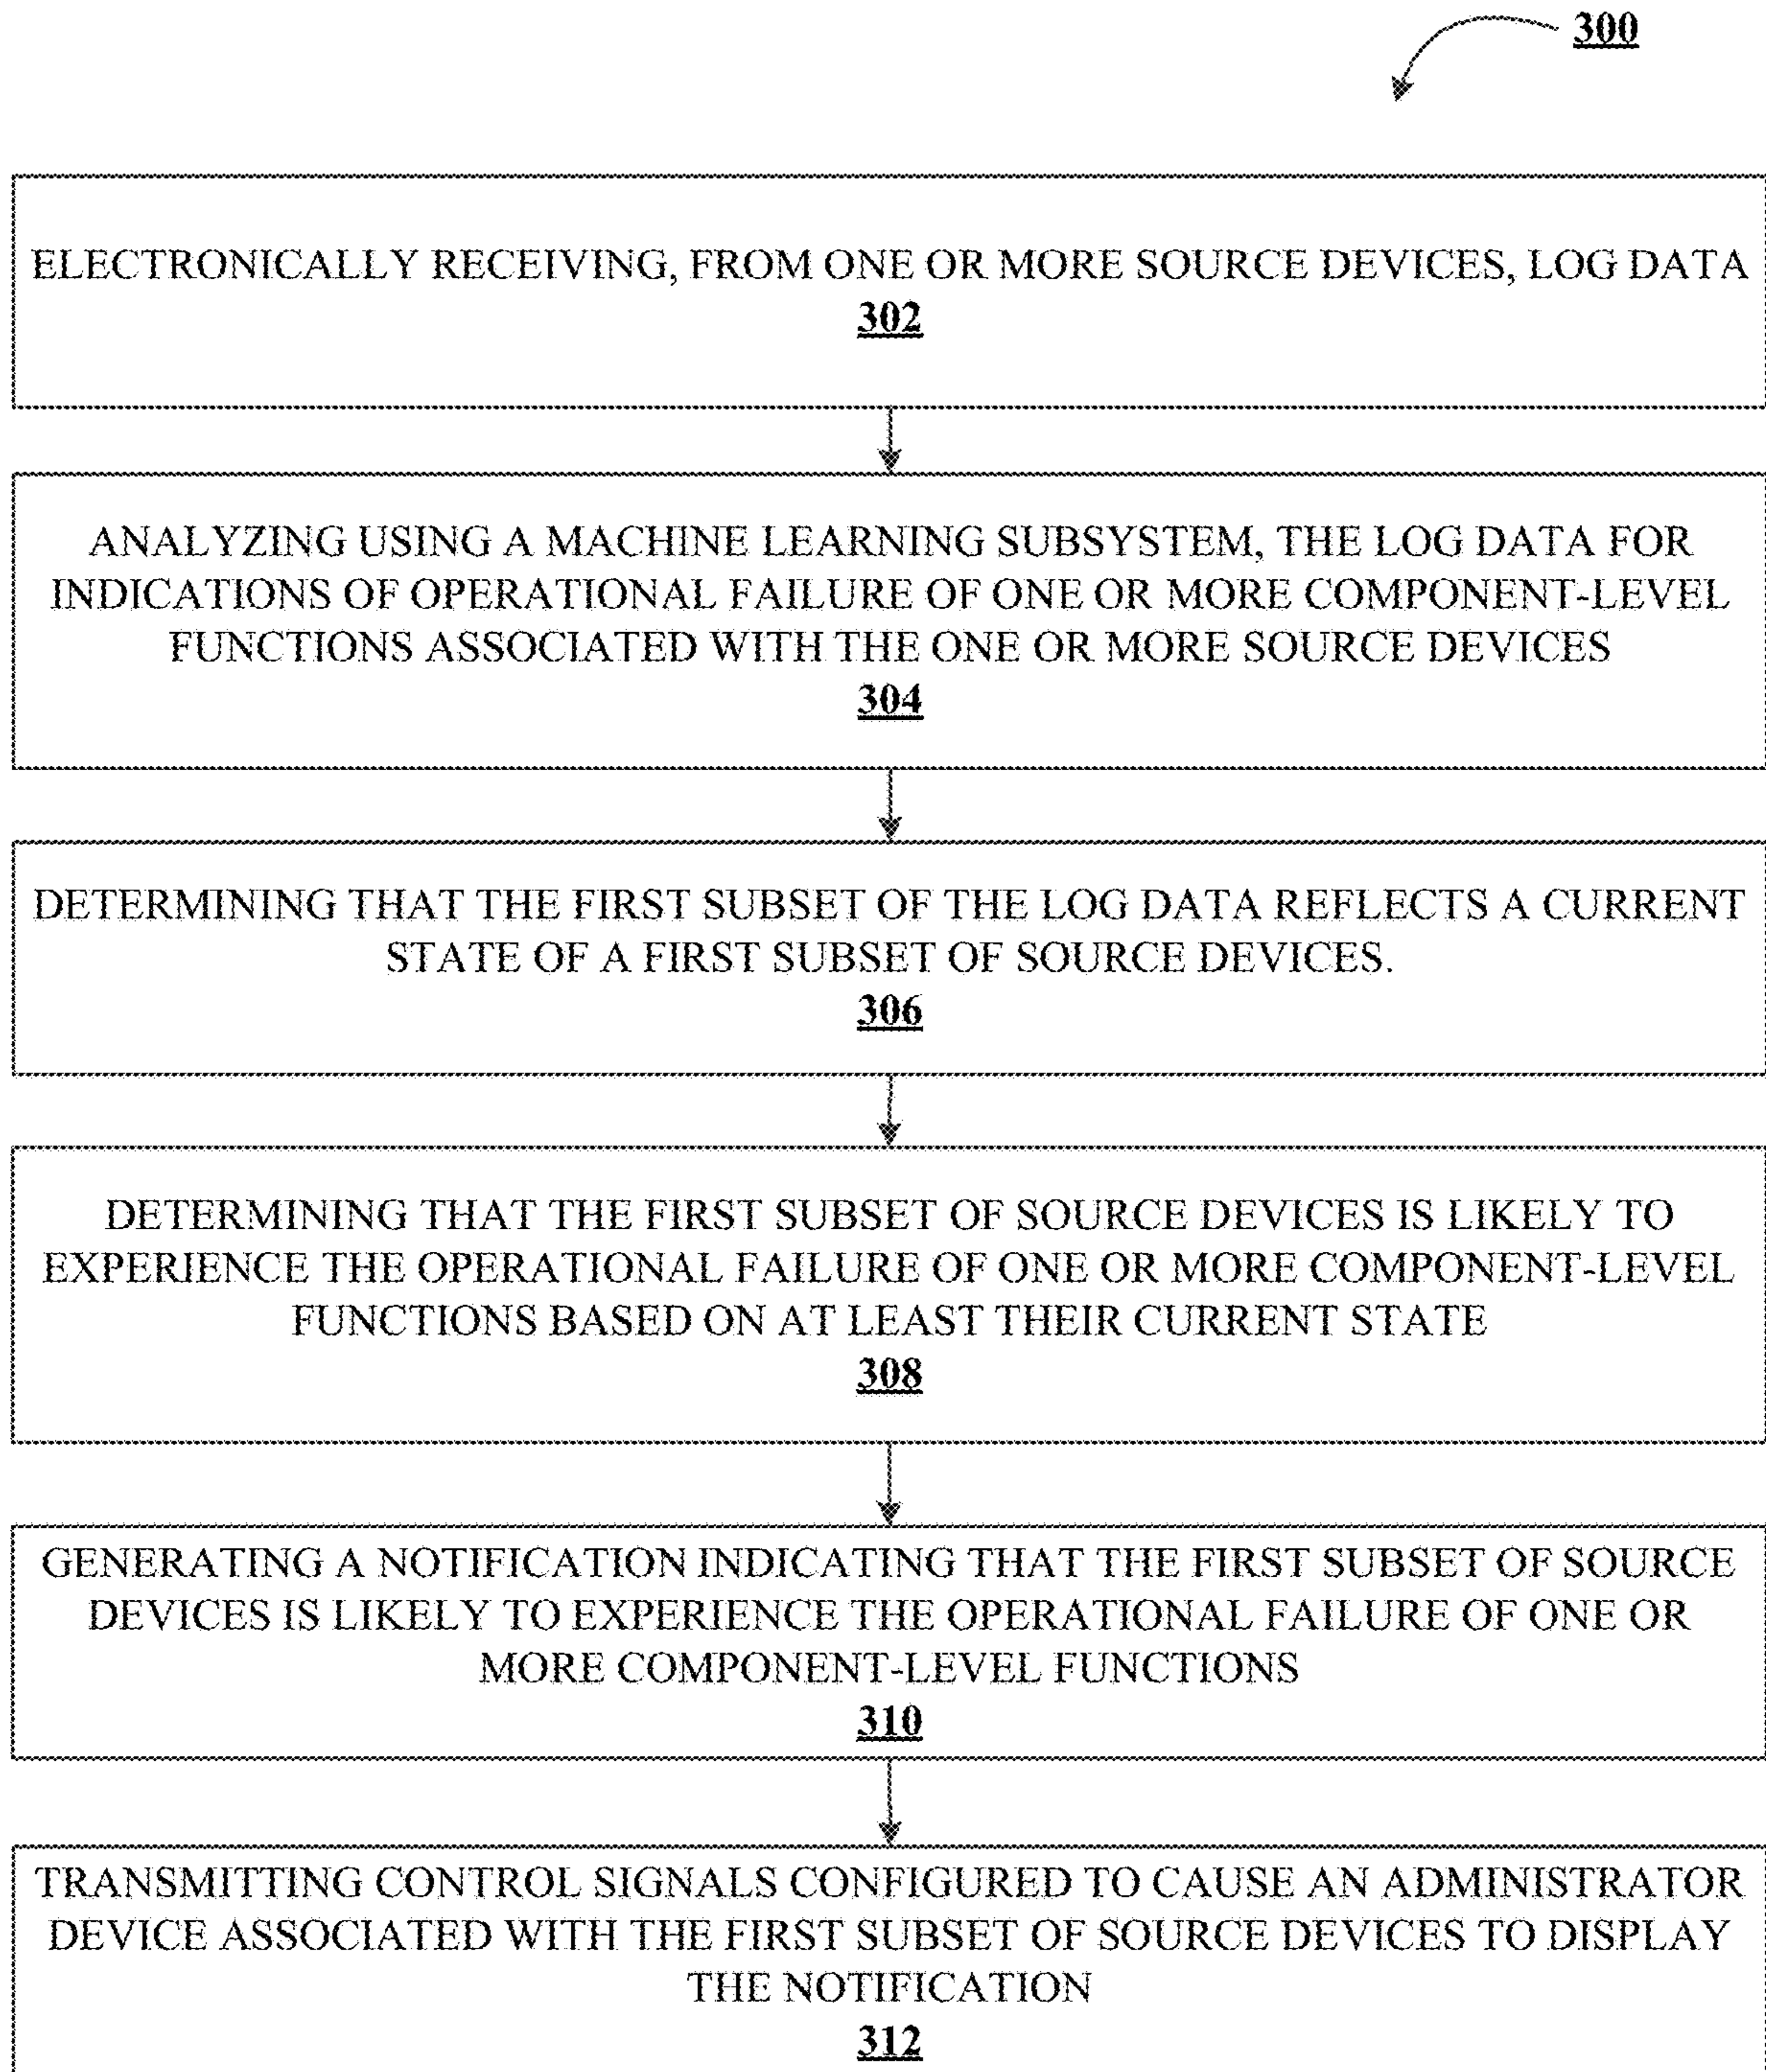 300
ELECTRONICALLY RECEIVING, FROM ONE OR MORE SOURCE DEVICES, LOG DATA
302
ANALYZING USING A MACHINE LEARNING SUBSYSTEM, THE LOG DATA FOR
INDICATIONS OF OPERATIONAL FAILURE OF ONE OR MORE COMPONENT-LEVEL
FUNCTIONS ASSOCIATED WITH THE ONE OR MORE SOURCE DEVICES
304
DETERMINING THAT THE FIRST SUBSET OF THE LOG DATA REFLECTS A CURRENT
STATE OF A FIRST SUBSET OF SOURCE DEVICES.
306
DETERMINING THAT THE FIRST SUBSET OF SOURCE DEVICES IS LIKELY TO
EXPERIENCE THE OPERATIONAL FAILURE OF ONE OR MORE COMPONENT-LEVEL
FUNCTIONS BASED ON AT LEAST THEIR CURRENT STATE
308
GENERATING A NOTIFICATION INDICATING THAT THE FIRST SUBSET OF SOURCE
DEVICES IS LIKELY TO EXPERIENCE THE OPERATIONAL FAILURE OF ONE OR
MORE COMPONENT-LEVEL FUNCTIONS
310
TRANSMITTING CONTROL SIGNALS CONFIGURED TO CAUSE AN ADMINISTRATOR
DEVICE ASSOCIATED WITH THE FIRST SUBSET OF SOURCE DEVICES TO DISPLAY
THE NOTIFICATION
312